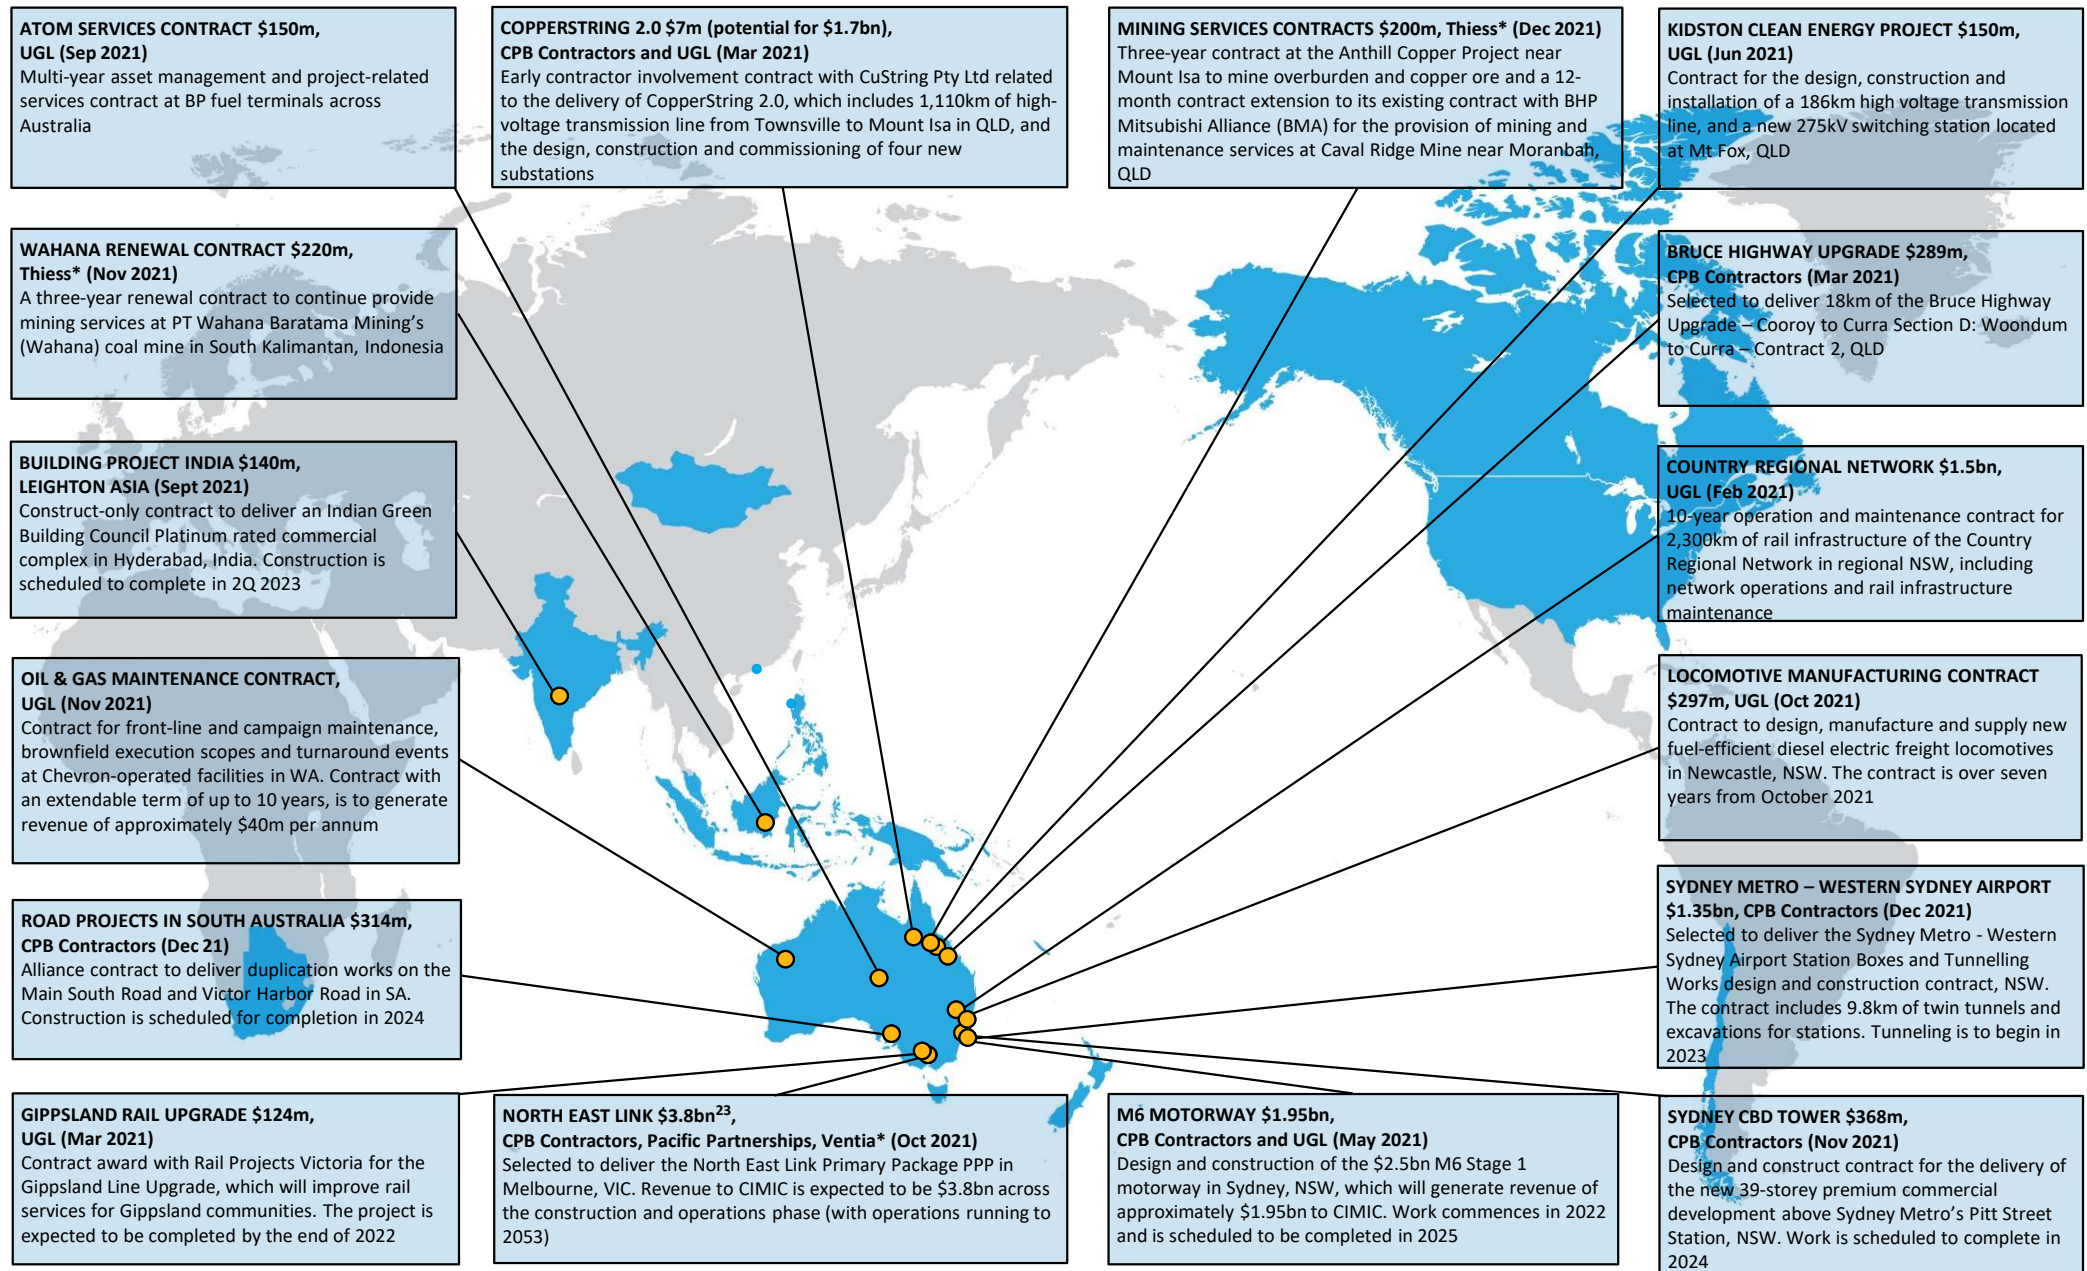 ATOM SERVICES CONTRACT $150m,
UGL (Sep 2021)
Multi-year asset management and project-related
services contract at BP fuel terminals across
Australia
COPPERSTRING 2.0 $7m (potential for $1.7bn),
CPB Contractors and UGL (Mar 2021)
Early contractor involvement contract with CuString Pty Ltd related
to the delivery of CopperString 2.0, which includes 1,110km of high-
voltage transmission line from Townsville to Mount Isa in QLD, and
the design, construction and commissioning of four new
substations
MINING SERVICES CONTRACTS $200m, Thiess* (Dec 2021)
Three-year contract at the Anthill Copper Project near
Mount Isa to mine overburden and copper ore and a 12-
month contract extension to its existing contract with BHP
Mitsubishi Alliance (BMA) for the provision of mining and
maintenance services at Caval Ridge Mine near Moranbah,
QLD
KIDSTON CLEAN ENERGY PROJECT $150m,
UGL (Jun 2021)
Contract for the design, construction and
installation of a 186km high voltage transmission
line, and a new 275kV switching station located
at Mt Fox, QLD
WAHANA RENEWAL CONTRACT $220m,
Thiess* (Nov 2021)
A three-year renewal contract to continue provide
mining services at PT Wahana Baratama Mining’s
(Wahana) coal mine in South Kalimantan, Indonesia
BRUCE HIGHWAY UPGRADE $289m,
CPB Contractors (Mar 2021)
Selected to deliver 18km of the Bruce Highway
Upgrade – Cooroy to Curra Section D: Woondum
to Curra – Contract 2, QLD
BUILDING PROJECT INDIA $140m,
LEIGHTON ASIA (Sept 2021)
Construct-only contract to deliver an Indian Green
Building Council Platinum rated commercial
complex in Hyderabad, India. Construction is
scheduled to complete in 2Q 2023
COUNTRY REGIONAL NETWORK $1.5bn,
UGL (Feb 2021)
10-year operation and maintenance contract for
2,300km of rail infrastructure of the Country
Regional Network in regional NSW, including
network operations and rail infrastructure
maintenance
OIL & GAS MAINTENANCE CONTRACT,
UGL (Nov 2021)
Contract for front-line and campaign maintenance,
brownfield execution scopes and turnaround events
at Chevron-operated facilities in WA. Contract with
an extendable term of up to 10 years, is to generate
revenue of approximately $40m per annum
LOCOMOTIVE MANUFACTURING CONTRACT
$297m, UGL (Oct 2021)
Contract to design, manufacture and supply new
fuel-efficient diesel electric freight locomotives
in Newcastle, NSW. The contract is over seven
years from October 2021
ROAD PROJECTS IN SOUTH AUSTRALIA $314m,
CPB Contractors (Dec 21)
Alliance contract to deliver duplication works on the
Main South Road and Victor Harbor Road in SA.
Construction is scheduled for completion in 2024
SYDNEY METRO – WESTERN SYDNEY AIRPORT
$1.35bn, CPB Contractors (Dec 2021)
Selected to deliver the Sydney Metro - Western
Sydney Airport Station Boxes and Tunnelling
Works design and construction contract, NSW.
The contract includes 9.8km of twin tunnels and
excavations for stations. Tunneling is to begin in
2023
GIPPSLAND RAIL UPGRADE $124m,
UGL (Mar 2021)
Contract award with Rail Projects Victoria for the
Gippsland Line Upgrade, which will improve rail
services for Gippsland communities. The project is
expected to be completed by the end of 2022
NORTH EAST LINK $3.8bn23,
CPB Contractors, Pacific Partnerships, Ventia* (Oct 2021)
Selected to deliver the North East Link Primary Package PPP in
Melbourne, VIC. Revenue to CIMIC is expected to be $3.8bn across
the construction and operations phase (with operations running to
2053)
M6 MOTORWAY $1.95bn,
CPB Contractors and UGL (May 2021)
Design and construction of the $2.5bn M6 Stage 1
motorway in Sydney, NSW, which will generate revenue of
approximately $1.95bn to CIMIC. Work commences in 2022
and is scheduled to be completed in 2025
SYDNEY CBD TOWER $368m,
CPB Contractors (Nov 2021)
Design and construct contract for the delivery of
the new 39-storey premium commercial
development above Sydney Metro’s Pitt Street
Station, NSW. Work is scheduled to complete in
2024